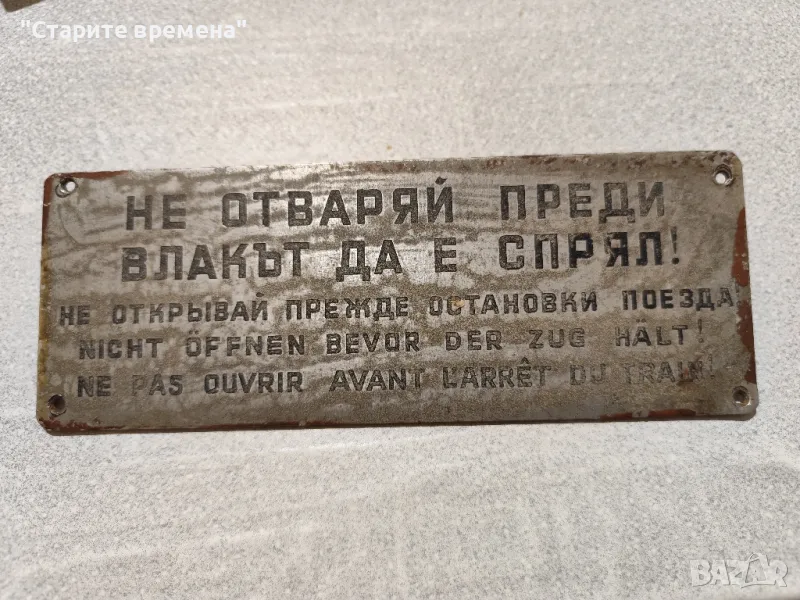 "Старите времена"
НЕ ОТВАРЯЙ ПРЕДИ
ВЛАКЪТ ДА Е СПРЯЛ!
НЕ ОТКРЫВАЙ ПРЕЖДЕ ОСТАНОВКИ ПОЕЗДА!
NICHT ÖFFNEN BEVOR DER ZUG HÄLT!
NE PAS OUVRIR AVANT L'ARRÊT DU TRAIN!
BAZAR